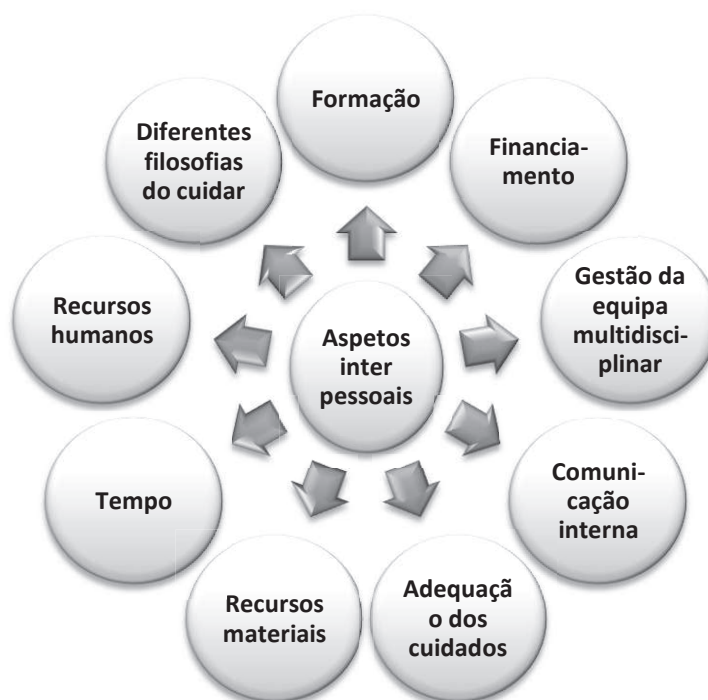 Formação
Financia-
mento
Gestão da
equipa
multidisci-
plinar
Comuni-
cação
interna
Adequaçã
o dos
cuidados
Recursos
materiais
Tempo
Recursos
humanos
Diferentes
filosofias
do cuidar
Aspetos
inter
pessoais